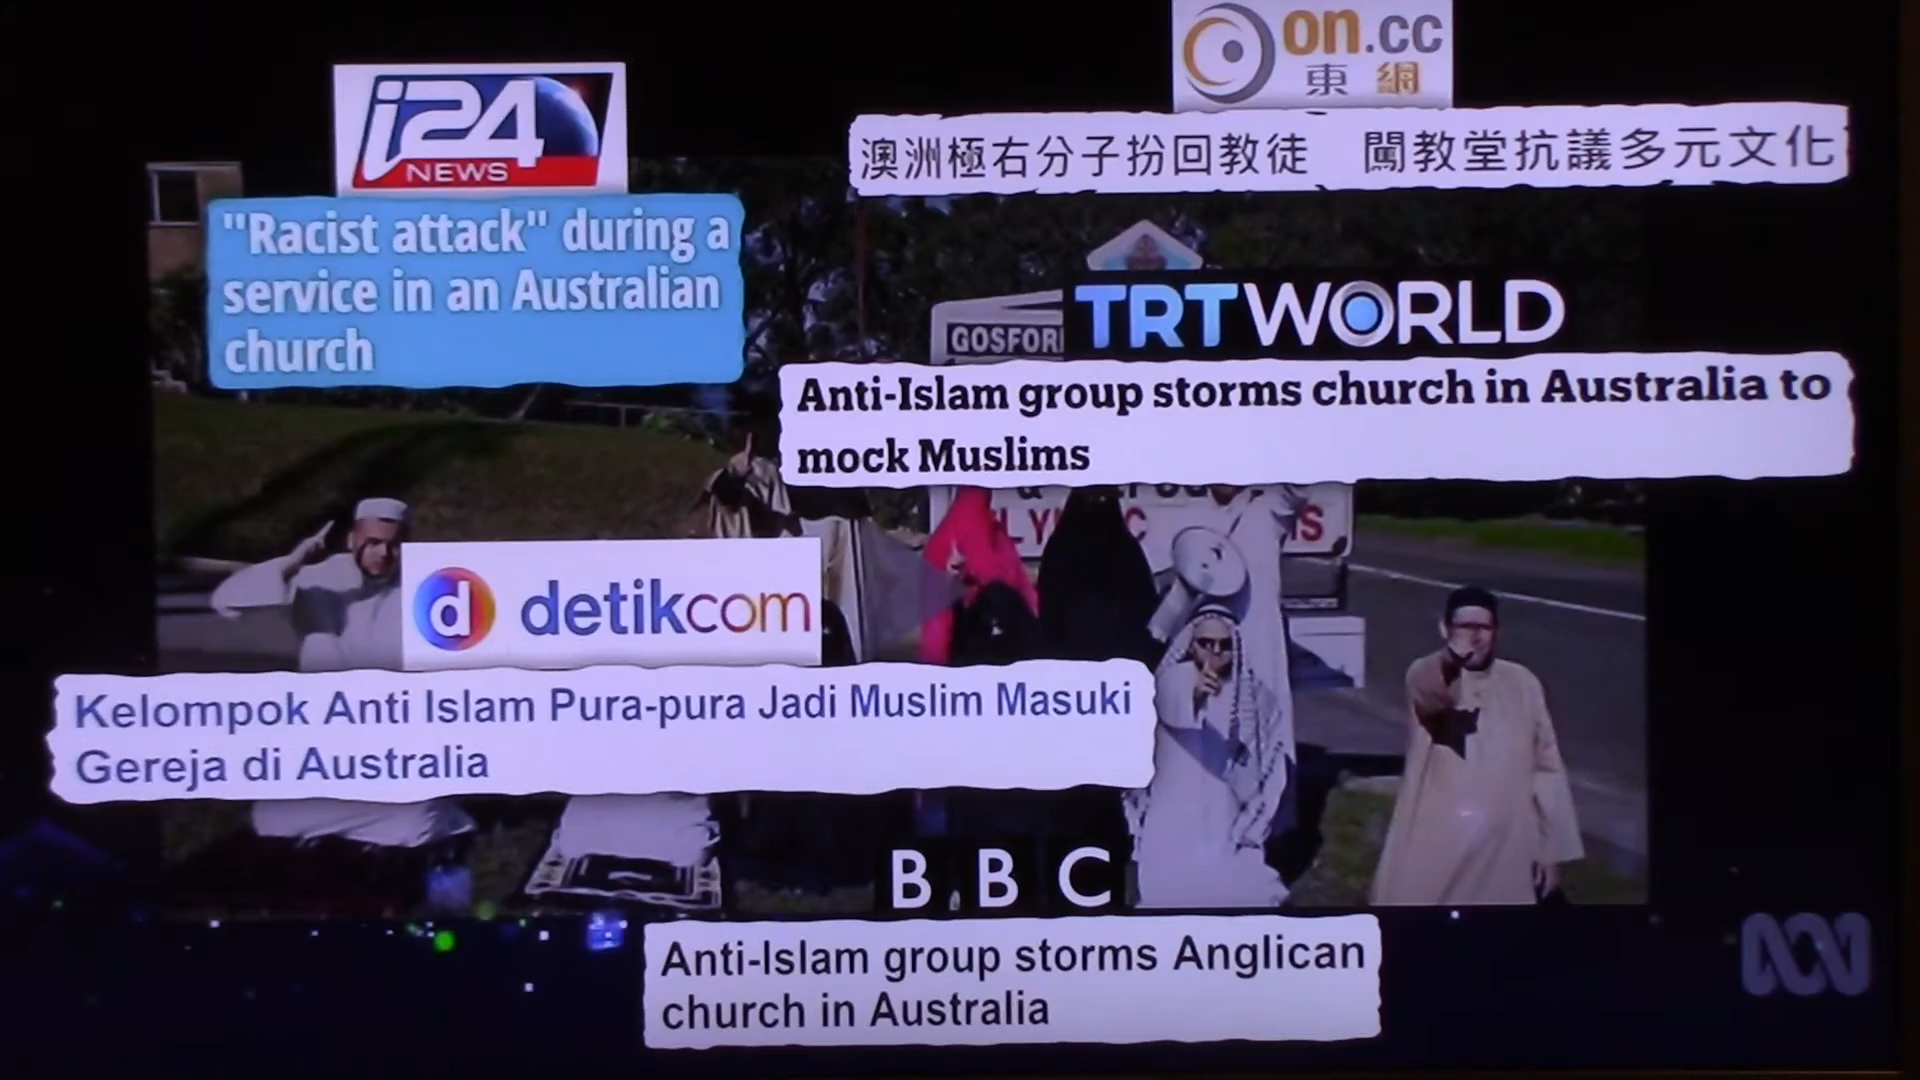 on.cc
東網
i24
NEWS
澳洲極右分子扮回教徒 闖教堂抗議多元文化
"Racist attack" during a
service in an Australian
church
TRTWORLD
GOSFOR
Anti-Islam group storms church in Australia to
mock Muslims
d detikcom
Kelompok Anti Islam Pura-pura Jadi Muslim Masuki
Gereja di Australia
BBC
Anti-Islam group storms Anglican
church in Australia